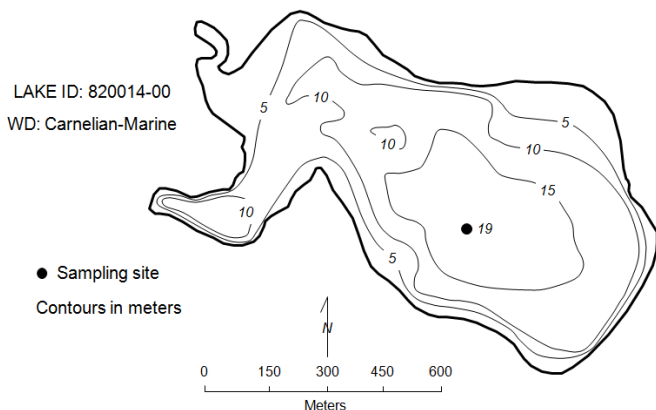 LAKE ID: 820014-00
WD: Carnelian-Marine
5
10
10
5
10
15
10
19
5
● Sampling site
Contours in meters
N
0 150 300 450 600
Meters